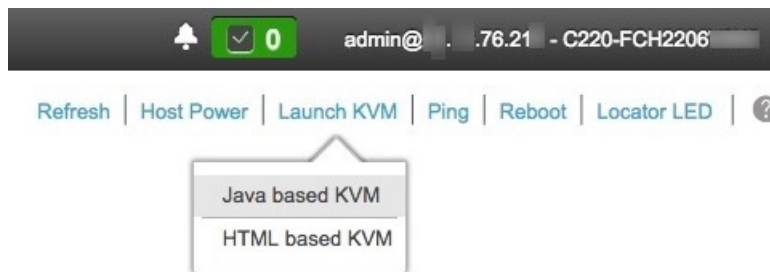 0 admin@ . .76.21 - C220-FCH2206
Refresh | Host Power | Launch KVM | Ping | Reboot | Locator LED | ?
Java based KVM
HTML based KVM